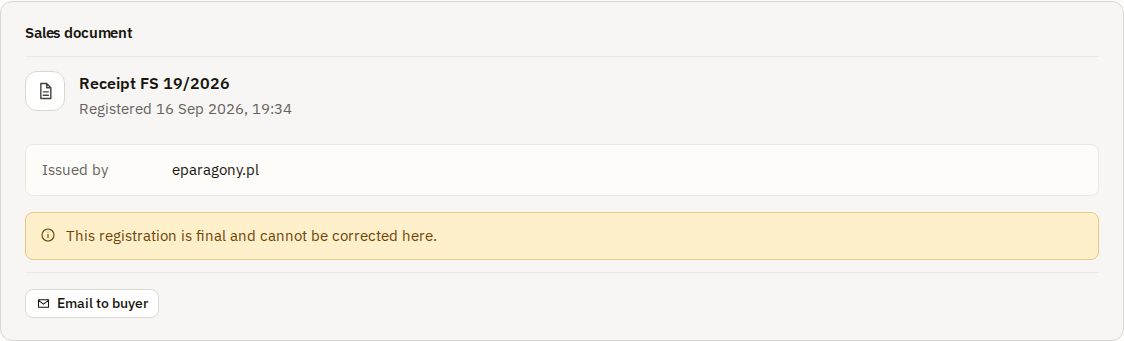 Sales document
Receipt FS 19/2026
Registered 16 Sep 2026, 19:34
Issued by eparagony.pl
This registration is final and cannot be corrected here.
Email to buyer